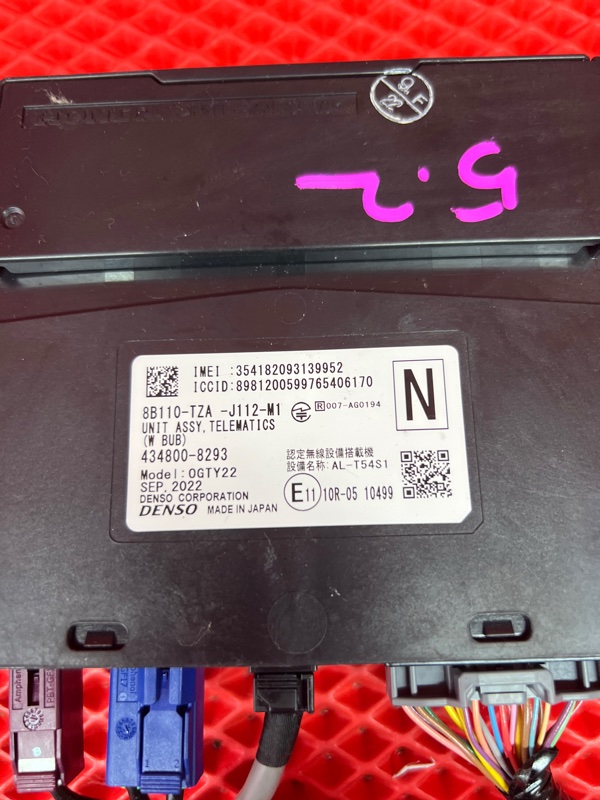 5.2
IMEI :354182093139952
ICCID:8981200599765406170
N
8B110-TZA -J112-M1
R 007-AG0194
UNIT ASSY, TELEMATICS
(W BUB)
434800-8293
認定無線設備搭載機
設備名称: AL-T54S1
Model: OGTY22
SEP. 2022
DENSO CORPORATION
DENSO MADE IN JAPAN
E11 10R-05 10499
1 2